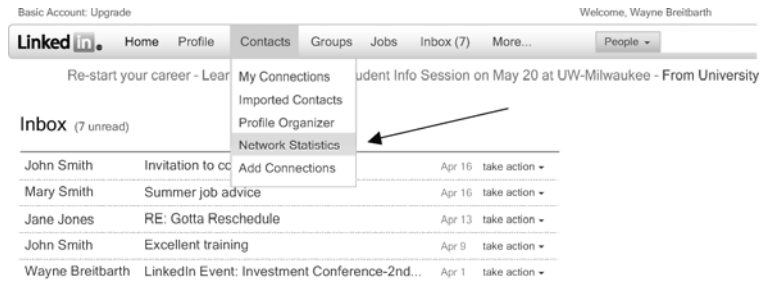 Basic Account: Upgrade Welcome, Wayne Breitbarth
Linked in. Home Profile Contacts Groups Jobs Inbox (7) More... People
Re-start your career - Lear udent Info Session on May 20 at UW-Milwaukee - From University
My Connections
Imported Contacts
Profile Organizer
Network Statistics
Add Connections
Inbox (7 unread)
John Smith Invitation to cc Apr 16 take action
Mary Smith Summer job advice Apr 16 take action
Jane Jones RE: Gotta Reschedule Apr 13 take action
John Smith Excellent training Apr 9 take action
Wayne Breitbarth LinkedIn Event: Investment Conference-2nd... Apr 1 take action